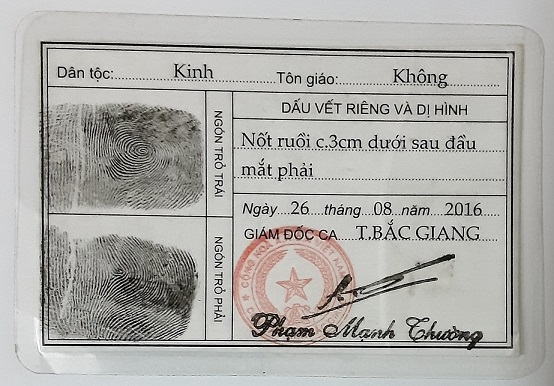 Dân tộc: Kinh Tôn giáo: Không
NGÓN TRỎ TRÁI
NGÓN TRỎ PHẢI
DẤU VẾT RIÊNG VÀ DỊ HÌNH
Nốt ruồi c.3cm dưới sau đầu
mắt phải
Ngày 26 tháng 08 năm 2016
GIÁM ĐỐC CA T.BẮC GIANG
Phạm Mạnh Thường